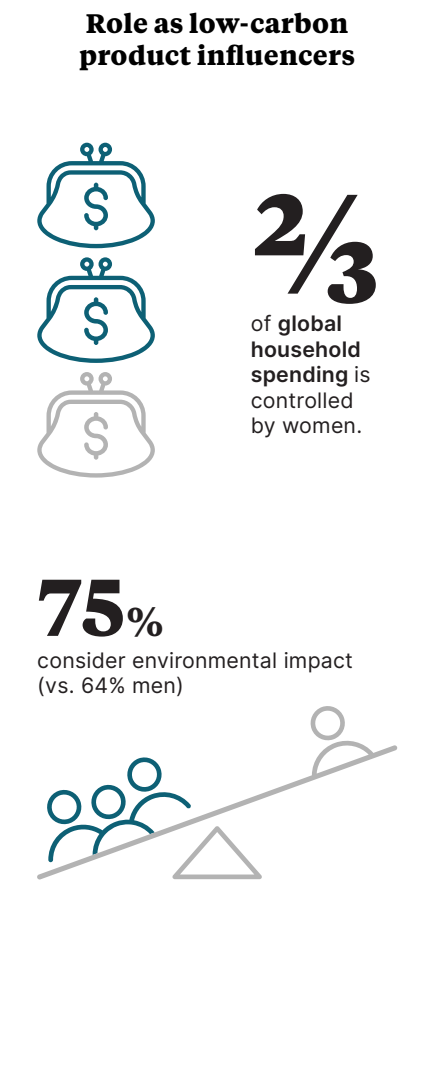 Role as low-carbon
product influencers
$
2/3
$
of global
household
spending is
controlled
by women.
$
75%
consider environmental impact
(vs. 64% men)